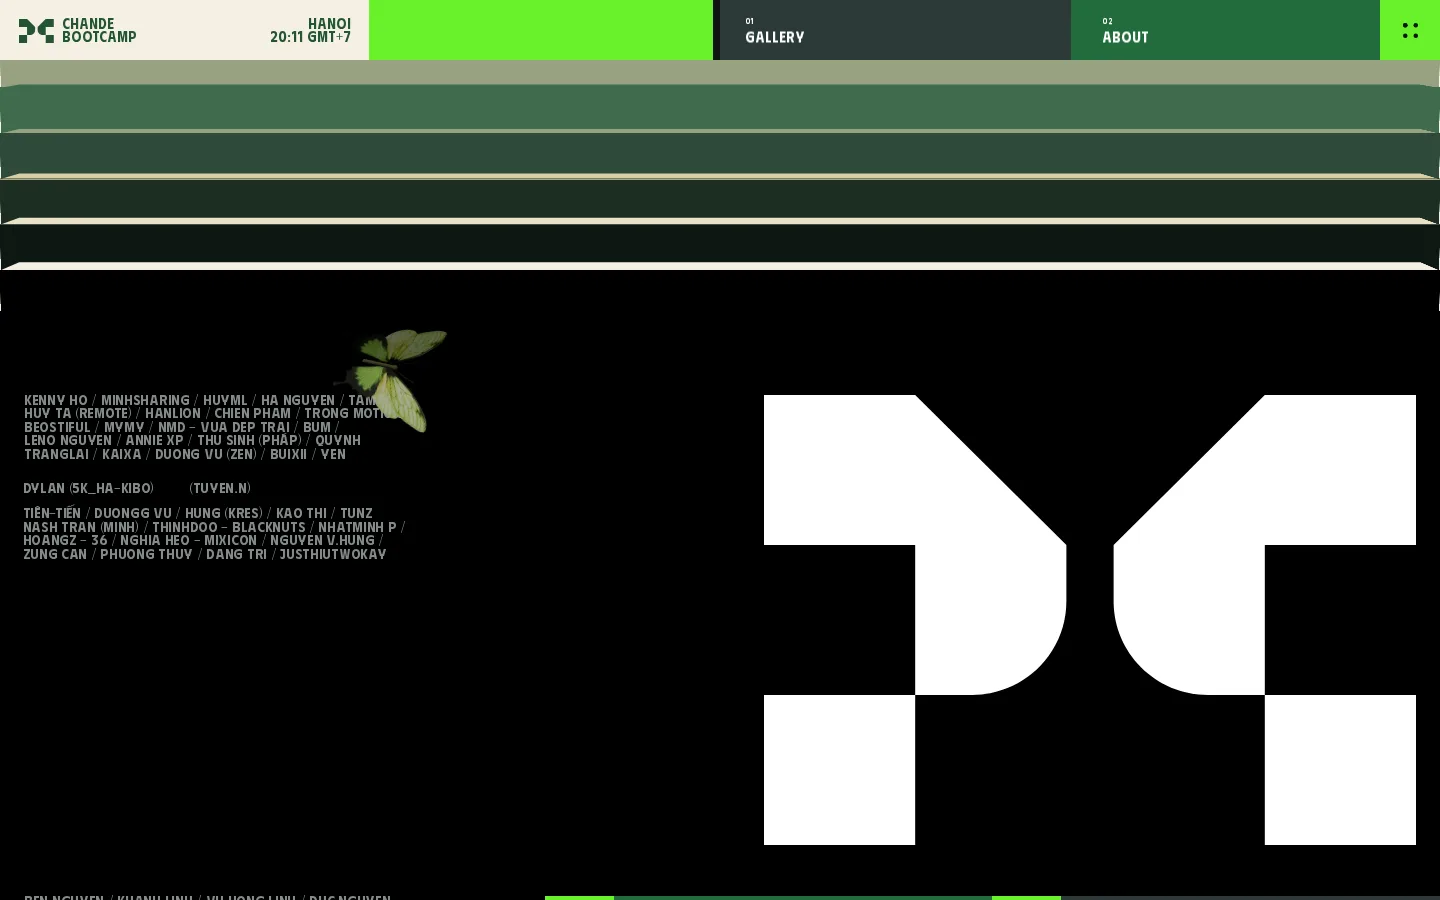 CHANDE
BOOTCAMP
HANOI
20:11 GMT+7
01
GALLERY
02
ABOUT
KENNY HO / MINHSHARING / HUYML / HA NGUYEN /
HUY TA (REMOTE) / HANLION / CHIEN PHAM / TRONG
BEOSTIFUL / MYMY / NMD - VUA DEP TRAI / BUM /
LENO NGUYEN / ANNIE XP / THU SINH (PHÁP) / QUYNH
TRANGLAI / KAIXA / DUONG VU (ZEN) / BUIXII / YEN
DYLAN (5K_HA-KIBO) (TUYEN.N)
TIÊN-TIẾN / DUONGG VU / HUNG (KRES) / KAO THI / TUNZ
NASH TRAN (MINH) / THINHDOO - BLACKNUTS / NHATMINH P /
HOANGZ - 36 / NGHIA HEO - MIXICON / NGUYEN V.HUNG /
ZUNG CAN / PHUONG THUY / DANG TRI / JUSTHIUTWOKAY